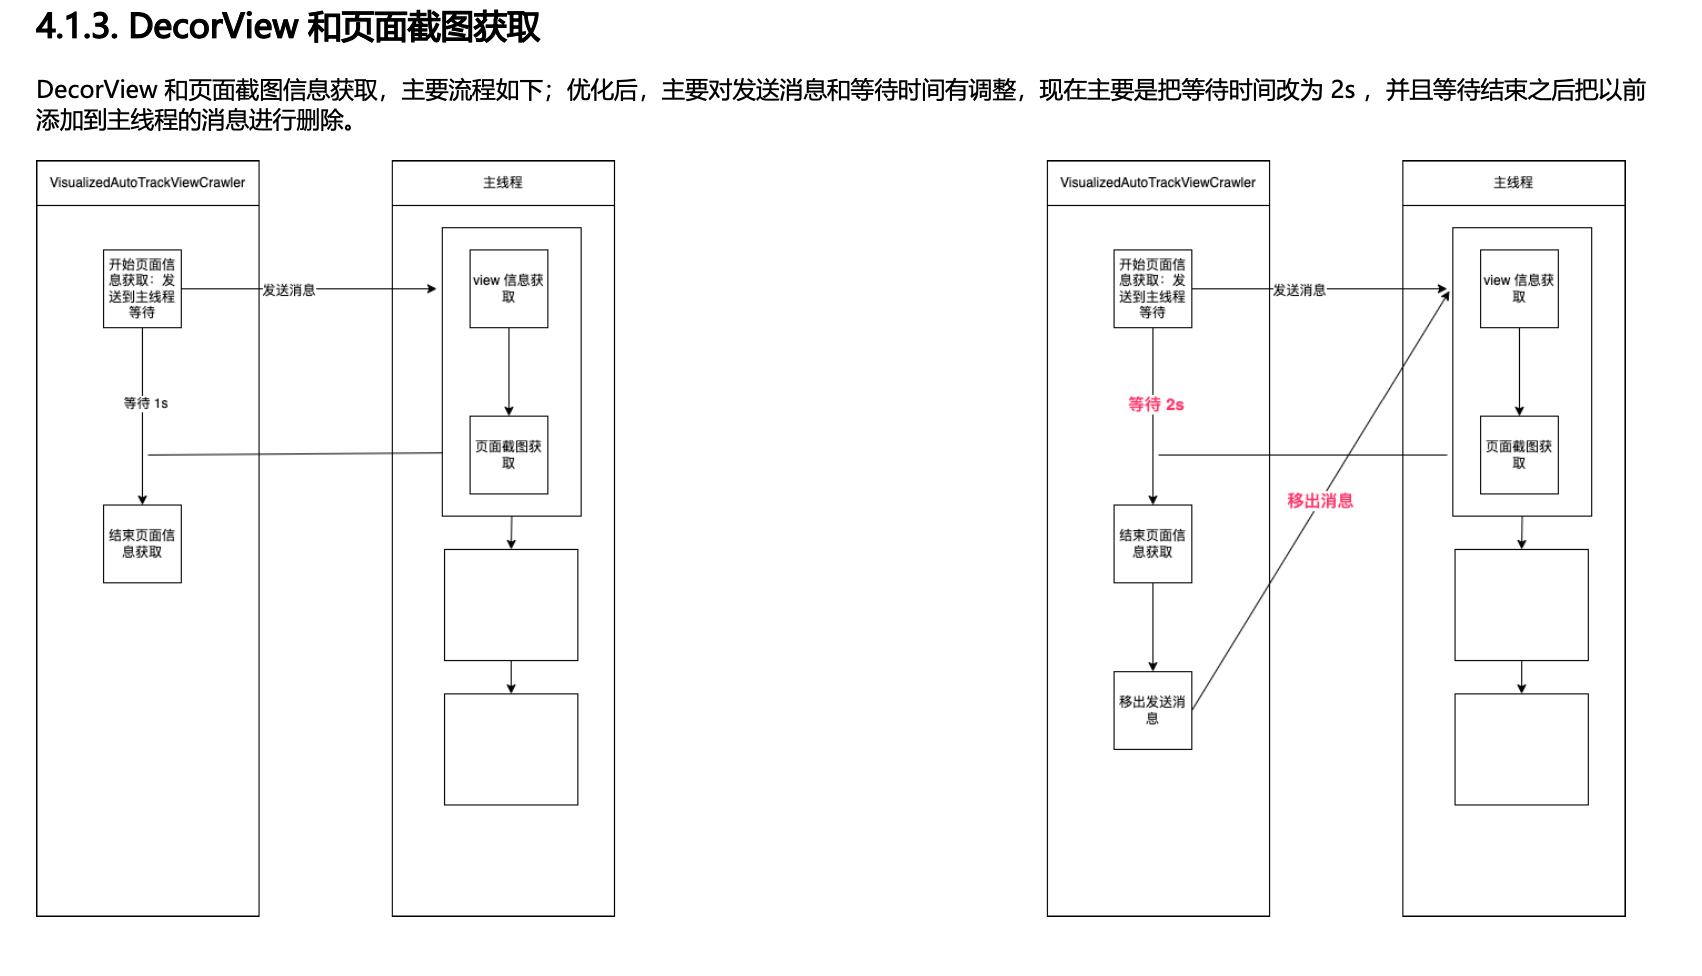 4.1.3. DecorView 和页面截图获取
DecorView 和页面截图信息获取，主要流程如下；优化后，主要对发送消息和等待时间有调整，现在主要是把等待时间改为 2s ，并且等待结束之后把以前
添加到主线程的消息进行删除。
VisualizedAutoTrackViewCrawler
主线程
开始页面信
息获取：发
送到主线程
等待
发送消息
view 信息获
取
等待 1s
页面截图获
取
结束页面信
息获取
VisualizedAutoTrackViewCrawler
主线程
开始页面信
息获取：发
送到主线程
等待
发送消息
view 信息获
取
等待 2s
页面截图获
取
移出消息
结束页面信
息获取
移出发送消
息